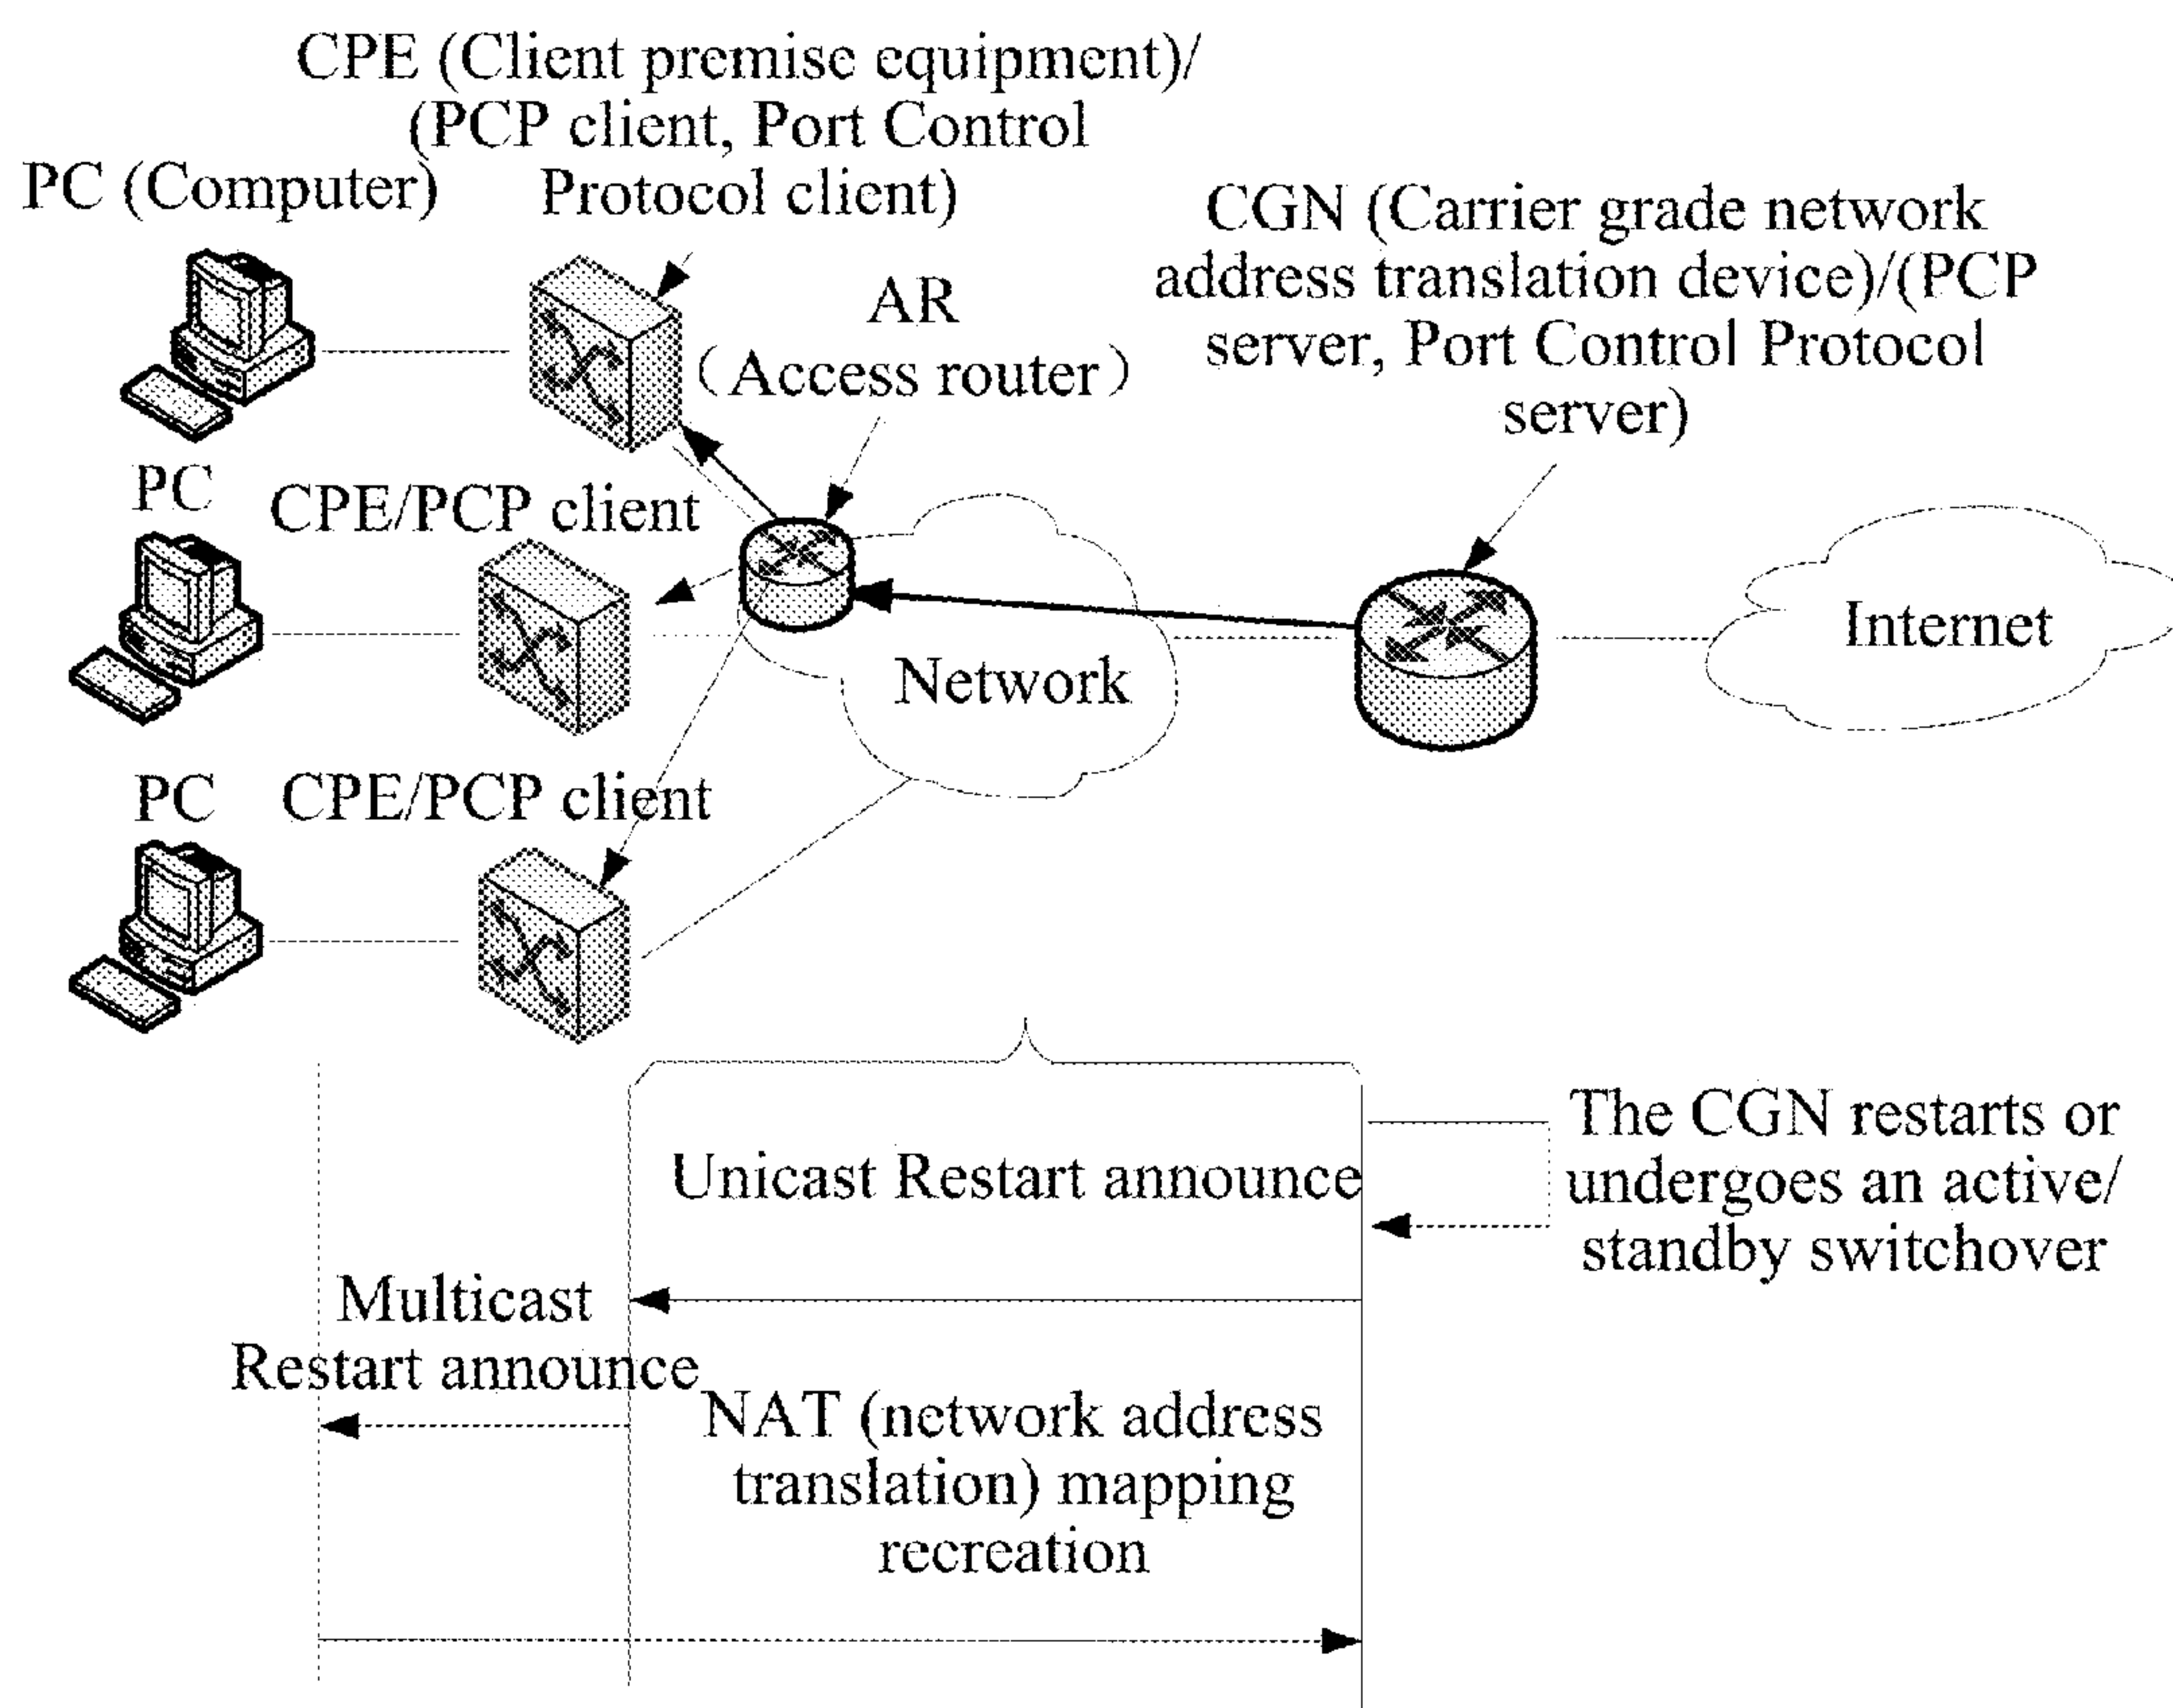 CPE (Client premise equipment)/
(PCP client, Port Control
Protocol client)
PC (Computer)
CGN (Carrier grade network
address translation device)/(PCP
server, Port Control Protocol
server)
AR
（Access router）
PC
CPE/PCP client
Internet
Network
PC
CPE/PCP client
The CGN restarts or
undergoes an active/
standby switchover
Unicast Restart announce
Multicast
Restart announce
NAT (network address
translation) mapping
recreation